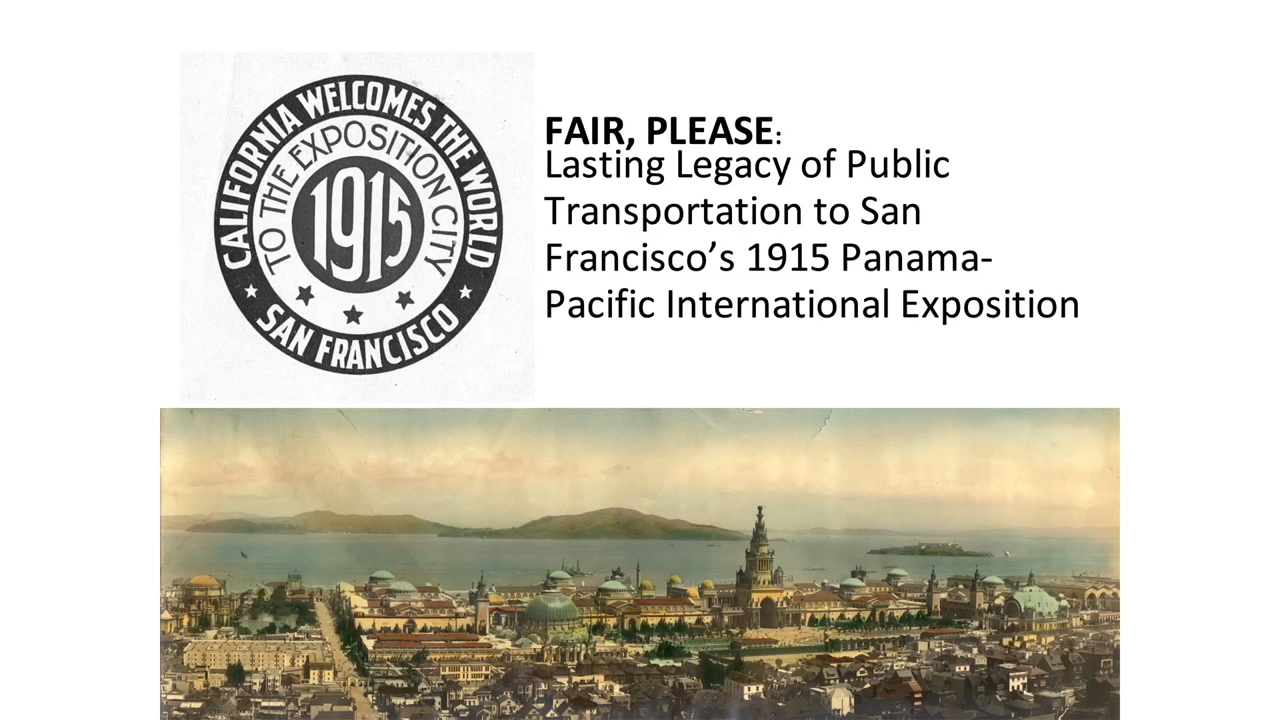 CALIFORNIA WELCOMES THE WORLD
TO THE EXPOSITION CITY
1915
SAN FRANCISCO
FAIR, PLEASE:
Lasting Legacy of Public
Transportation to San
Francisco’s 1915 Panama-
Pacific International Exposition